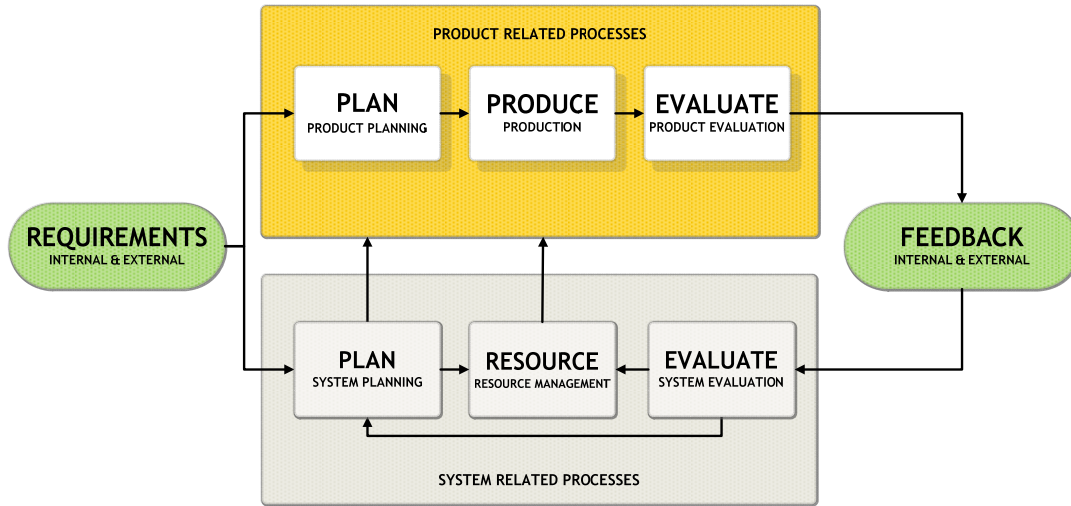 PRODUCT RELATED PROCESSES
PLAN
PRODUCT PLANNING
PRODUCE
PRODUCTION
EVALUATE
PRODUCT EVALUATION
REQUIREMENTS
INTERNAL & EXTERNAL
FEEDBACK
INTERNAL & EXTERNAL
PLAN
SYSTEM PLANNING
RESOURCE
RESOURCE MANAGEMENT
EVALUATE
SYSTEM EVALUATION
SYSTEM RELATED PROCESSES